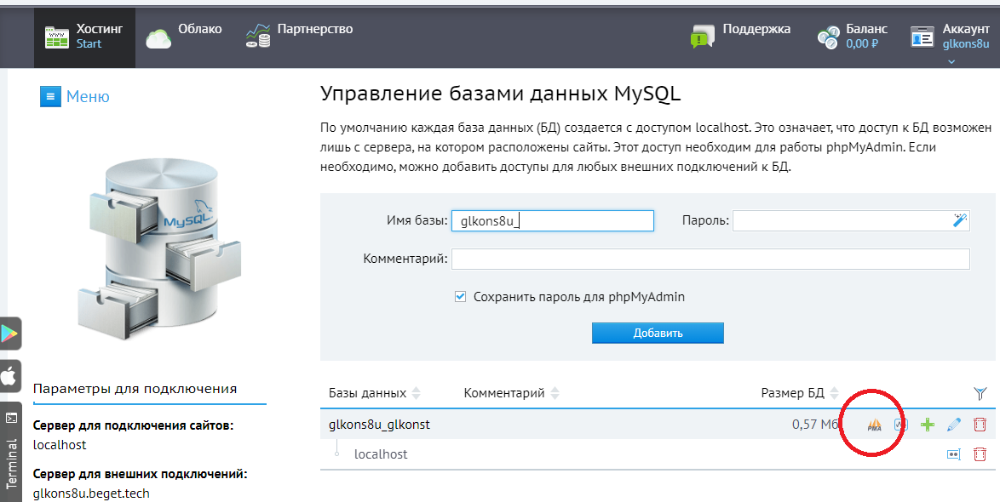 Хостинг
Start
Облако
Партнерство
Поддержка
Баланс
0,00 ₽
Аккаунт
glkons8u
Меню
Управление базами данных MySQL
По умолчанию каждая база данных (БД) создается с доступом localhost. Это означает, что доступ к БД возможен
лишь с сервера, на котором расположены сайты. Этот доступ необходим для работы phpMyAdmin. Если
необходимо, можно добавить доступы для любых внешних подключений к БД.
MySQL
Имя базы: glkons8u_ Пароль:
Комментарий:
Сохранить пароль для phpMyAdmin
Добавить
Параметры для подключения
Сервер для подключения сайтов:
localhost
Сервер для внешних подключений:
glkons8u.beget.tech
Terminal
Базы данных Комментарий Размер БД
glkons8u_glkonst 0,57 Мб PMA
localhost